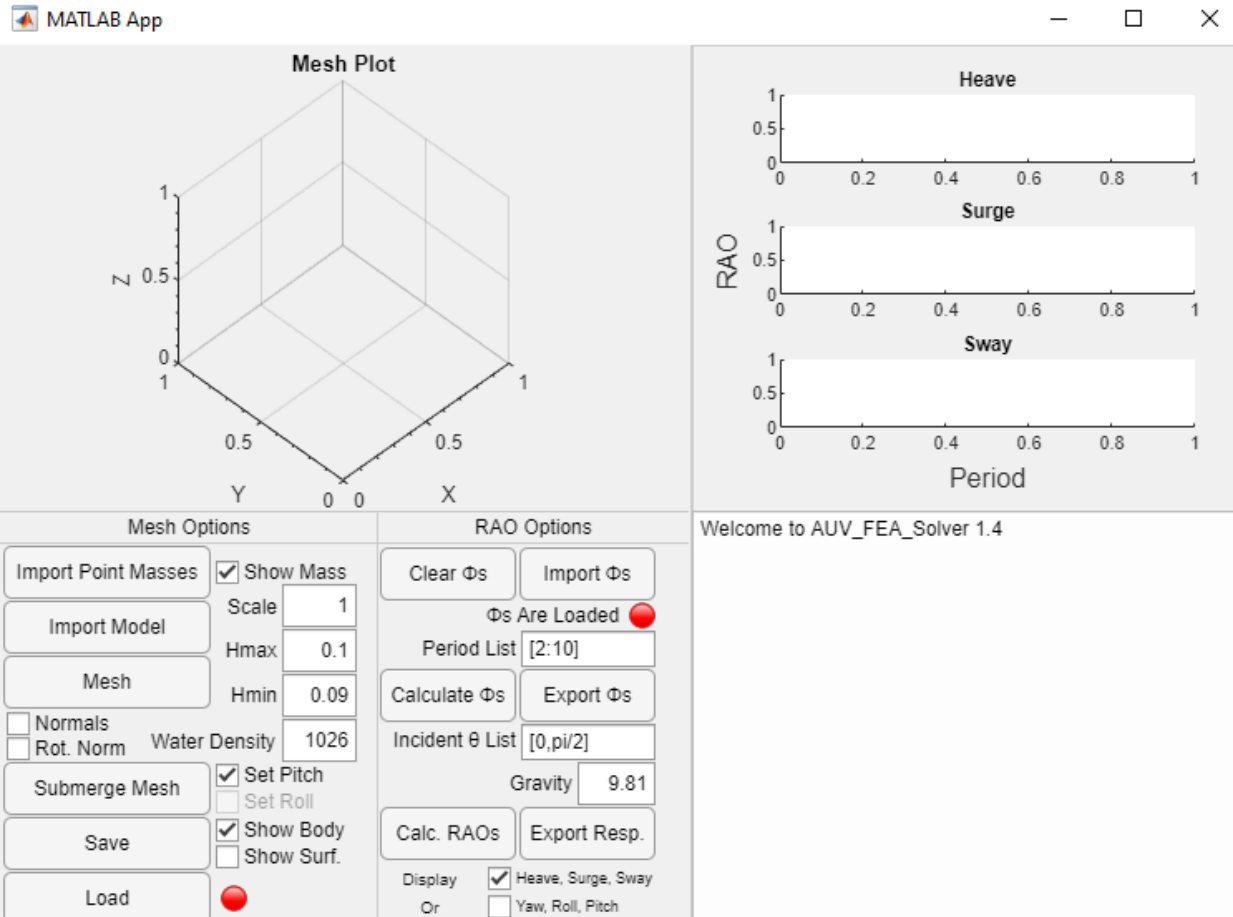 MATLAB App
Mesh Plot
1
0.5
0
Z
1
0.5
0
Y
0
0.5
1
X
Heave
1
0.5
0
0 0.2 0.4 0.6 0.8 1
Surge
1
0.5
0
0 0.2 0.4 0.6 0.8 1
RAO
Sway
1
0.5
0
0 0.2 0.4 0.6 0.8 1
Period
Mesh Options
Import Point Masses
Show Mass
Scale 1
Import Model
Hmax 0.1
Mesh
Hmin 0.09
Normals
Rot. Norm
Water Density 1026
Submerge Mesh
Set Pitch
Set Roll
Save
Show Body
Show Surf.
Load
RAO Options
Clear Φs Import Φs
Φs Are Loaded
Period List [2:10]
Calculate Φs Export Φs
Incident θ List [0,pi/2]
Gravity 9.81
Calc. RAOs Export Resp.
Display Heave, Surge, Sway
Or Yaw, Roll, Pitch
Welcome to AUV_FEA_Solver 1.4